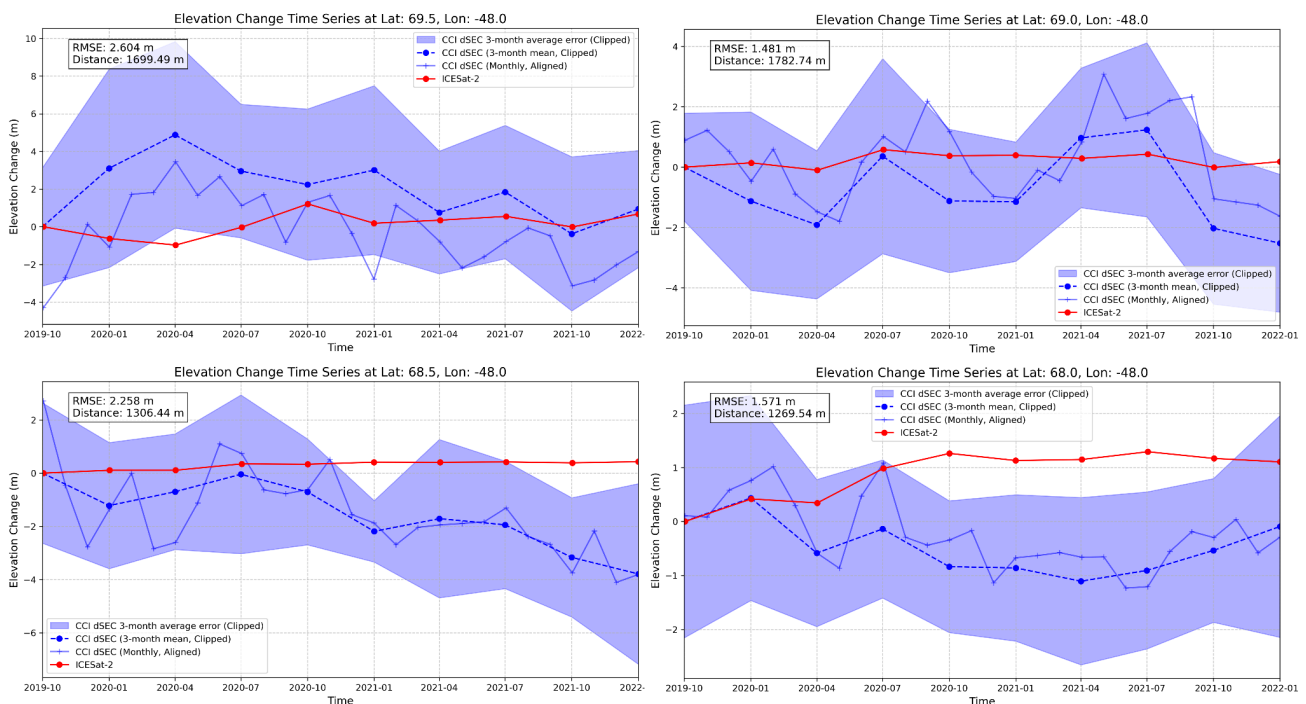 Elevation Change Time Series at Lat: 69.5, Lon: -48.0
RMSE: 2.604 m
Distance: 1699.49 m
CCI dSEC 3-month average error (Clipped)
CCI dSEC (3-month mean, Clipped)
CCI dSEC (Monthly, Aligned)
ICESat-2
Elevation Change (m)
10
8
6
4
2
0
−2
−4
2019-10 2020-01 2020-04 2020-07 2020-10 2021-01 2021-04 2021-07 2021-10 2022-
Time
Elevation Change Time Series at Lat: 69.0, Lon: -48.0
RMSE: 1.481 m
Distance: 1782.74 m
Elevation Change (m)
4
2
0
−2
−4
CCI dSEC 3-month average error (Clipped)
CCI dSEC (3-month mean, Clipped)
CCI dSEC (Monthly, Aligned)
ICESat-2
2019-10 2020-01 2020-04 2020-07 2020-10 2021-01 2021-04 2021-07 2021-10 2022-01
Time
Elevation Change Time Series at Lat: 68.5, Lon: -48.0
RMSE: 2.258 m
Distance: 1306.44 m
Elevation Change (m)
2
0
−2
−4
−6
CCI dSEC 3-month average error (Clipped)
CCI dSEC (3-month mean, Clipped)
CCI dSEC (Monthly, Aligned)
ICESat-2
2019-10 2020-01 2020-04 2020-07 2020-10 2021-01 2021-04 2021-07 2021-10 2022-
Time
Elevation Change Time Series at Lat: 68.0, Lon: -48.0
RMSE: 1.571 m
Distance: 1269.54 m
CCI dSEC 3-month average error (Clipped)
CCI dSEC (3-month mean, Clipped)
CCI dSEC (Monthly, Aligned)
ICESat-2
Elevation Change (m)
2
1
0
−1
−2
2019-10 2020-01 2020-04 2020-07 2020-10 2021-01 2021-04 2021-07 2021-10 2022-01
Time